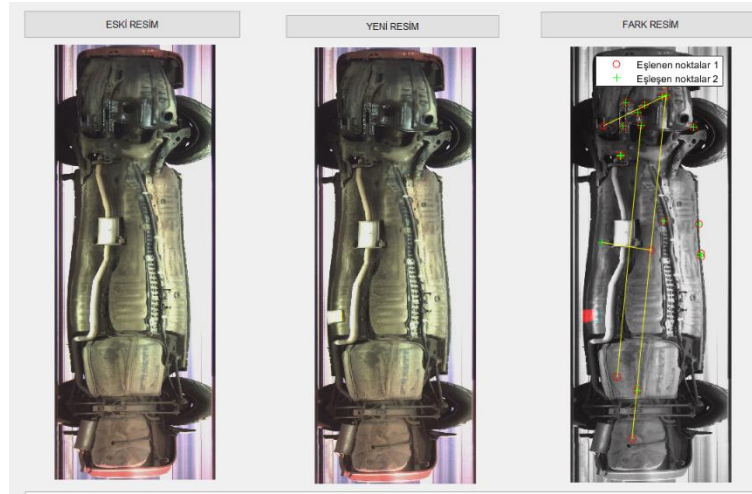 ESKİ RESİM
YENİ RESİM
FARK RESİM
Eşlenen noktalar 1
Eşleşen noktalar 2